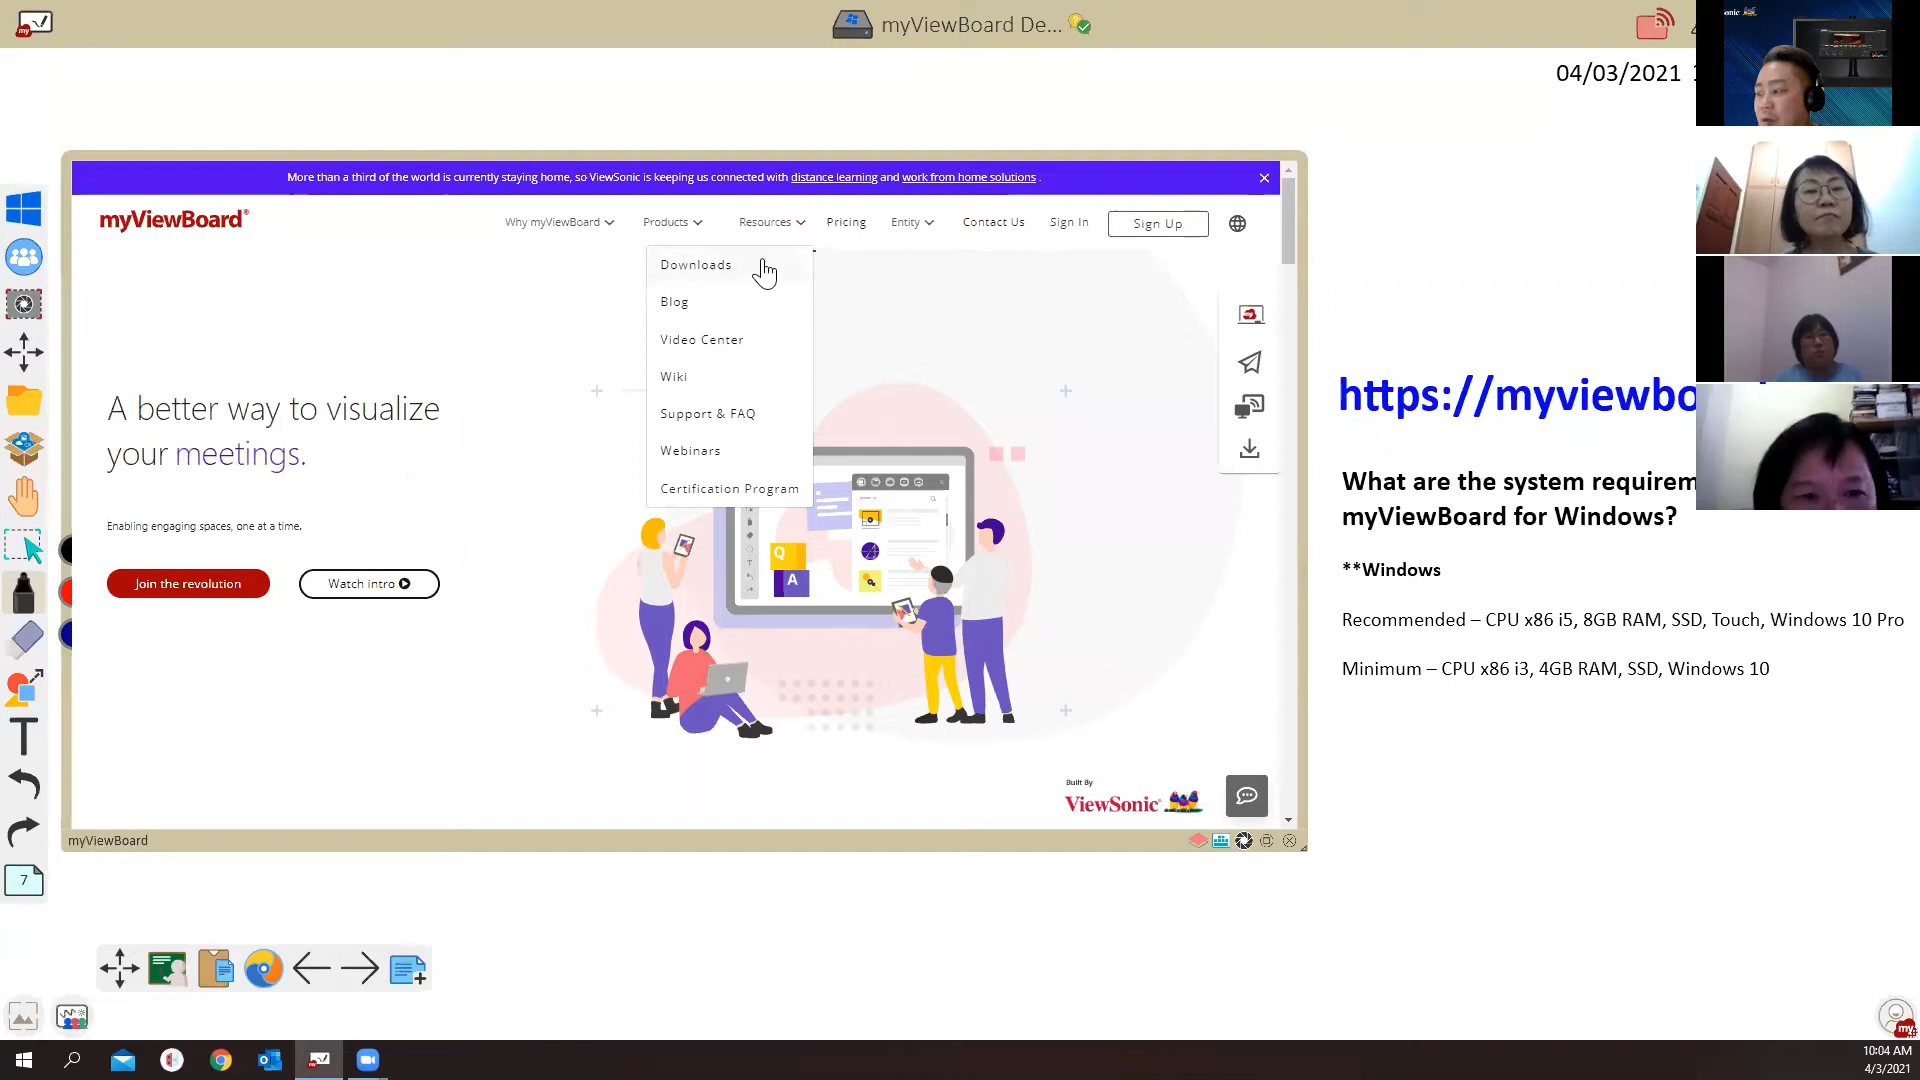 my
myViewBoard De...
04/03/2021
More than a third of the world is currently staying home, so ViewSonic is keeping us connected with distance learning and work from home solutions .
myViewBoard®
Why myViewBoard
Products
Resources
Pricing
Entity
Contact Us
Sign In
Sign Up
Downloads
Blog
Video Center
Wiki
Support & FAQ
Webinars
Certification Program
A better way to visualize
your meetings.
Enabling engaging spaces, one at a time.
Join the revolution
Watch intro
Q
A
Built By
ViewSonic®
myViewBoard
https://myviewbo
What are the system requirem
myViewBoard for Windows?
**Windows
Recommended – CPU x86 i5, 8GB RAM, SSD, Touch, Windows 10 Pro
Minimum – CPU x86 i3, 4GB RAM, SSD, Windows 10
T
7
my
10:04 AM
4/3/2021